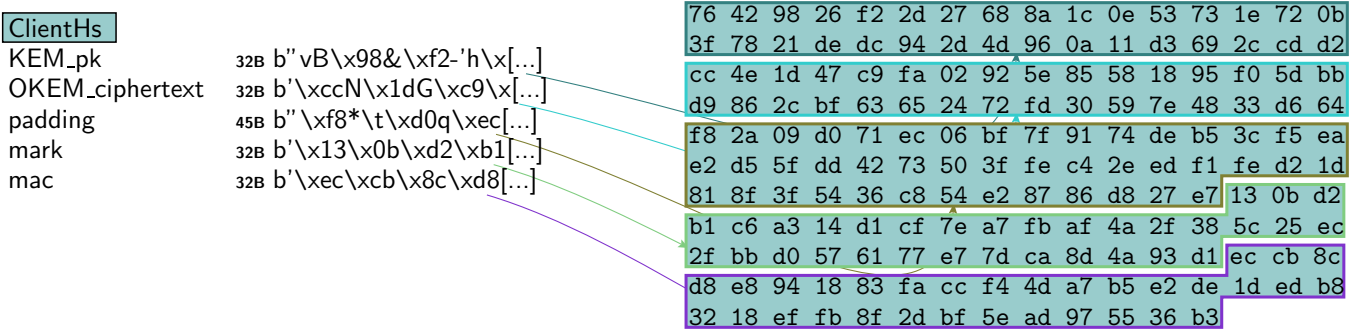 ClientHs
KEM_pk 32B b"vB\x98&\xf2-'h\x[...]
OKEM_ciphertext 32B b'\xccN\x1dG\xc9\x[...]
padding 45B b"\xf8*\t\xd0q\xec[...]
mark 32B b'\x13\x0b\xd2\xb1[...]
mac 32B b'\xec\xcb\x8c\xd8[...]
76 42 98 26 f2 2d 27 68 8a 1c 0e 53 73 1e 72 0b
3f 78 21 de dc 94 2d 4d 96 0a 11 d3 69 2c cd d2
cc 4e 1d 47 c9 fa 02 92 5e 85 58 18 95 f0 5d bb
d9 86 2c bf 63 65 24 72 fd 30 59 7e 48 33 d6 64
f8 2a 09 d0 71 ec 06 bf 7f 91 74 de b5 3c f5 ea
e2 d5 5f dd 42 73 50 3f fe c4 2e ed f1 fe d2 1d
81 8f 3f 54 36 c8 54 e2 87 86 d8 27 e7 13 0b d2
b1 c6 a3 14 d1 cf 7e a7 fb af 4a 2f 38 5c 25 ec
2f bb d0 57 61 77 e7 7d ca 8d 4a 93 d1 ec cb 8c
d8 e8 94 18 83 fa cc f4 4d a7 b5 e2 de 1d ed b8
32 18 ef fb 8f 2d bf 5e ad 97 55 36 b3